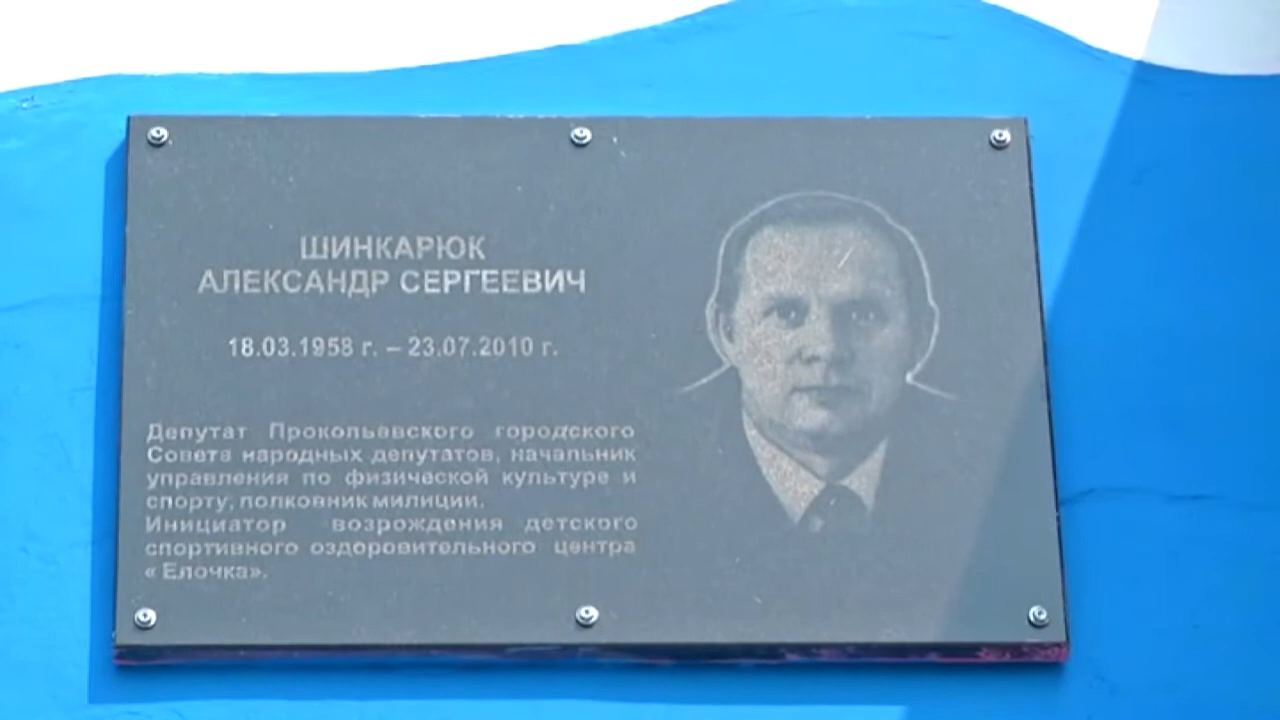 ШИНКАРЮК
АЛЕКСАНДР СЕРГЕЕВИЧ
18.03.1958 г. – 23.07.2010 г.
Депутат Прокопьевского городского
Совета народных депутатов, начальник
управления по физической культуре и
спорту, полковник милиции.
Инициатор возрождения детского
спортивного оздоровительного центра
« Елочка».